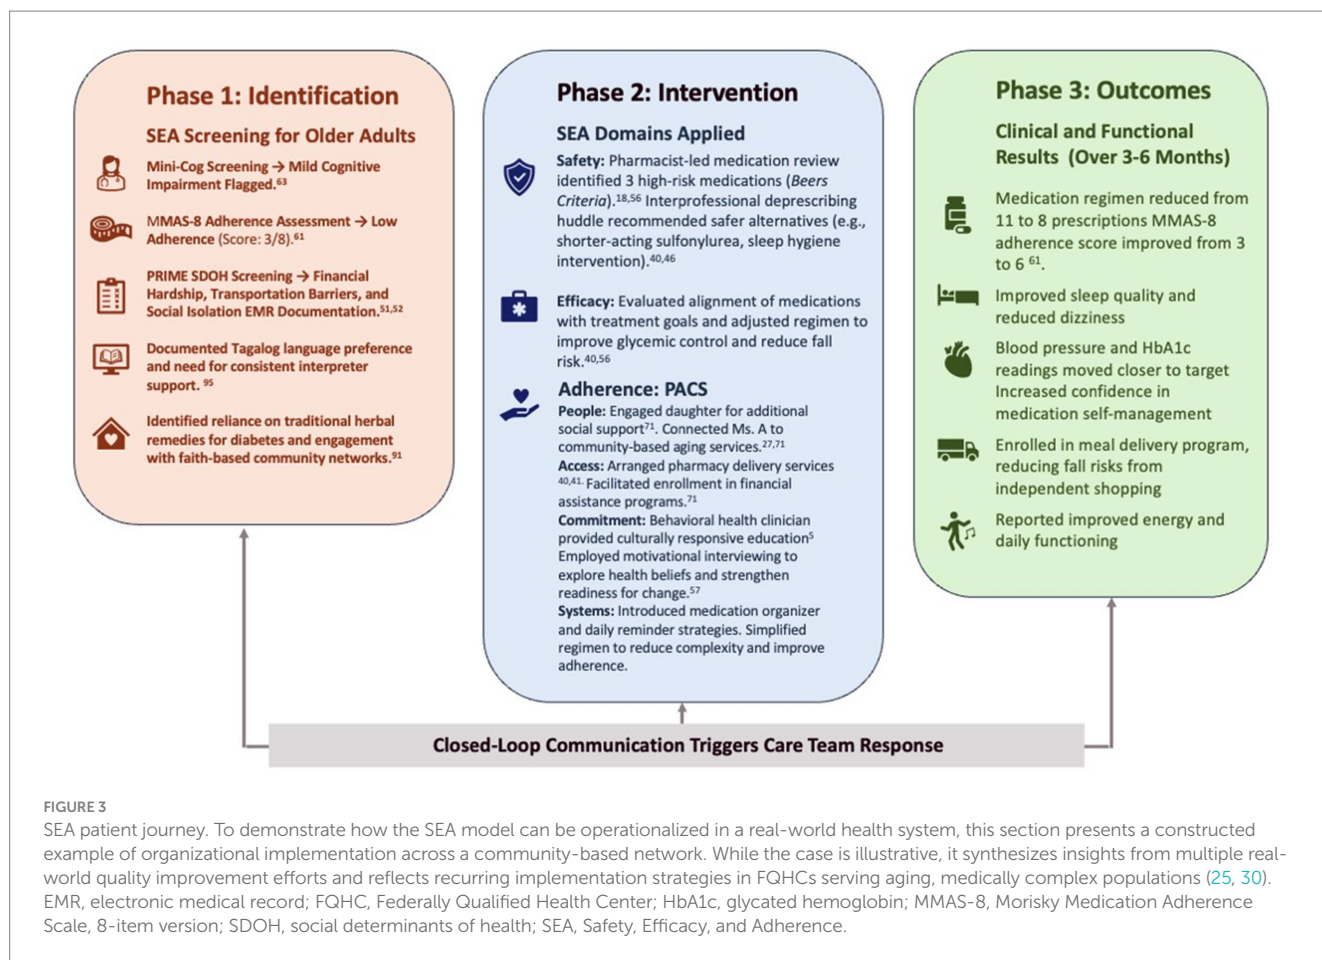 Phase 1: Identification
SEA Screening for Older Adults
Mini-Cog Screening → Mild Cognitive
Impairment Flagged.63
MMAS-8 Adherence Assessment → Low
Adherence (Score: 3/8).61
PRIME SDOH Screening → Financial
Hardship, Transportation Barriers, and
Social Isolation EMR Documentation.51,52
Documented Tagalog language preference
and need for consistent interpreter
support. 95
Identified reliance on traditional herbal
remedies for diabetes and engagement
with faith-based community networks.91
Phase 2: Intervention
SEA Domains Applied
Safety: Pharmacist-led medication review
identified 3 high-risk medications (Beers
Criteria).18,56 Interprofessional deprescribing
huddle recommended safer alternatives (e.g.,
shorter-acting sulfonylurea, sleep hygiene
intervention).40,46
Efficacy: Evaluated alignment of medications
with treatment goals and adjusted regimen to
improve glycemic control and reduce fall
risk.40,56
Adherence: PACS
People: Engaged daughter for additional
social support71. Connected Ms. A to
community-based aging services.27,71
Access: Arranged pharmacy delivery services
40,41. Facilitated enrollment in financial
assistance programs.71
Commitment: Behavioral health clinician
provided culturally responsive education5
Employed motivational interviewing to
explore health beliefs and strengthen
readiness for change.57
Systems: Introduced medication organizer
and daily reminder strategies. Simplified
regimen to reduce complexity and improve
adherence.
Phase 3: Outcomes
Clinical and Functional
Results (Over 3-6 Months)
Medication regimen reduced from
11 to 8 prescriptions MMAS-8
adherence score improved from 3
to 6 61.
Improved sleep quality and
reduced dizziness
Blood pressure and HbA1c
readings moved closer to target
Increased confidence in
medication self-management
Enrolled in meal delivery program,
reducing fall risks from
independent shopping
Reported improved energy and
daily functioning
Closed-Loop Communication Triggers Care Team Response
FIGURE 3
SEA patient journey. To demonstrate how the SEA model can be operationalized in a real-world health system, this section presents a constructed
example of organizational implementation across a community-based network. While the case is illustrative, it synthesizes insights from multiple real-
world quality improvement efforts and reflects recurring implementation strategies in FQHCs serving aging, medically complex populations (25, 30).
EMR, electronic medical record; FQHC, Federally Qualified Health Center; HbA1c, glycated hemoglobin; MMAS-8, Morisky Medication Adherence
Scale, 8-item version; SDOH, social determinants of health; SEA, Safety, Efficacy, and Adherence.